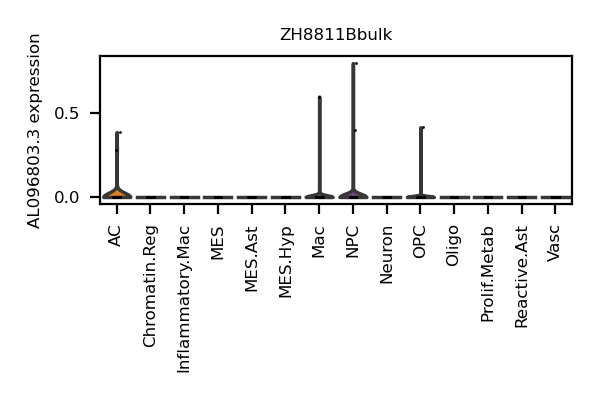 ZH8811Bbulk
AL096803.3 expression
0.5
0.0
AC
Chromatin.Reg
Inflammatory.Mac
MES
MES.Ast
MES.Hyp
Mac
NPC
Neuron
OPC
Oligo
Prolif.Metab
Reactive.Ast
Vasc